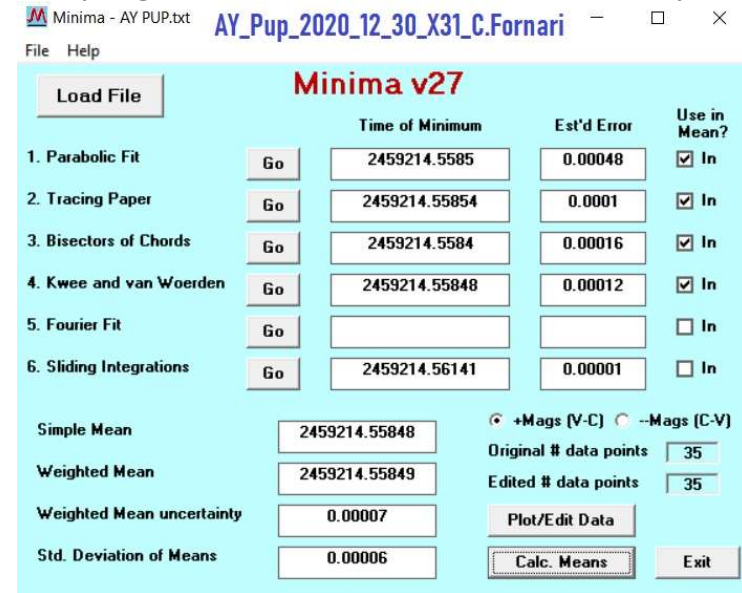 Minima - AY PUP.txt
AY_Pup_2020_12_30_X31_C.Fornari
File Help
Load File
Minima v27
Time of Minimum Est'd Error Use in Mean?
1. Parabolic Fit Go 2459214.5585 0.00048 In
2. Tracing Paper Go 2459214.55854 0.0001 In
3. Bisectors of Chords Go 2459214.5584 0.00016 In
4. Kwee and van Woerden Go 2459214.55848 0.00012 In
5. Fourier Fit Go In
6. Sliding Integrations Go 2459214.56141 0.00001 In
+Mags (V-C) --Mags (C-V)
Simple Mean 2459214.55848
Original # data points 35
Weighted Mean 2459214.55849
Edited # data points 35
Weighted Mean uncertainty 0.00007
Plot/Edit Data
Std. Deviation of Means 0.00006
Calc. Means Exit